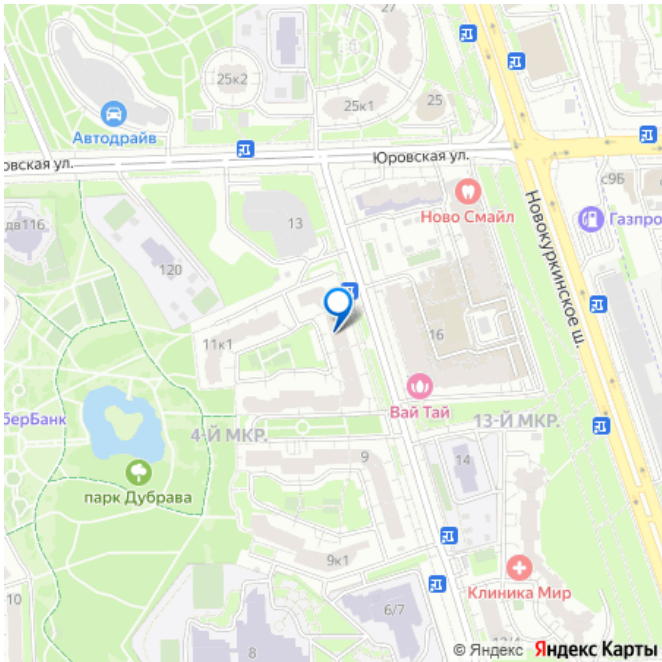 27
25к2
25к1
25
Автодрайв
овская ул.
Юровская ул.
с9Б
Ново Смайл
Газпро
Новокуркинское ш.
дв116
13
120
16
11к1
Вай Тай
берБанк
4-Й МКР.
13-Й МКР.
9
14
парк Дубрава
9к1
Клиника Мир
10
6/7
8
© Яндекс Яндекс Карты